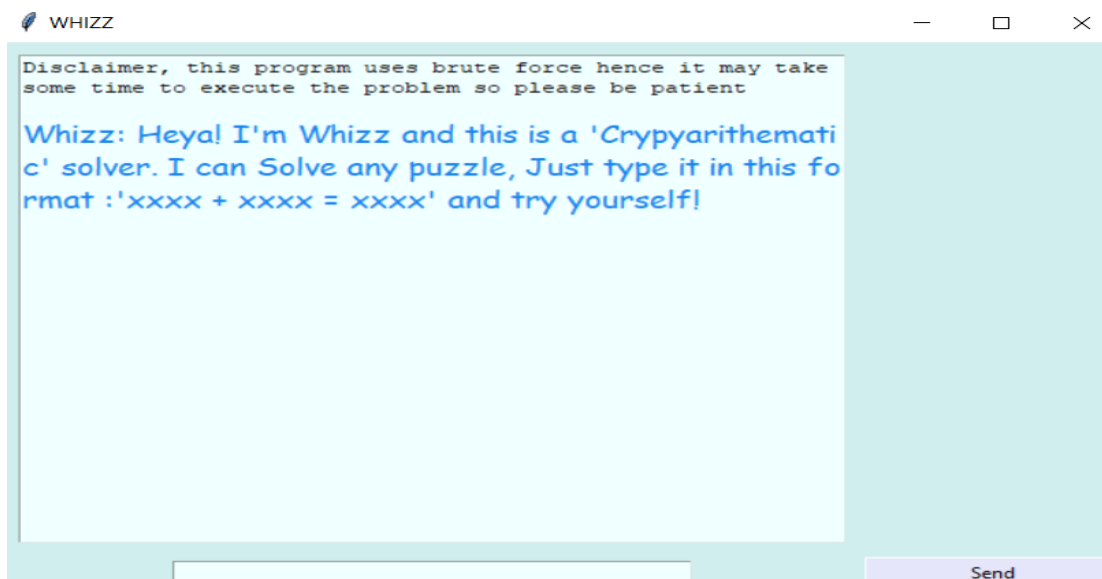 WHIZZ
Disclaimer, this program uses brute force hence it may take
some time to execute the problem so please be patient
Whizz: Heya! I'm Whizz and this is a 'Crypyarithemati
c' solver. I can Solve any puzzle, Just type it in this fo
rmat :'xxxx + xxxx = xxxx' and try yourself!
Send